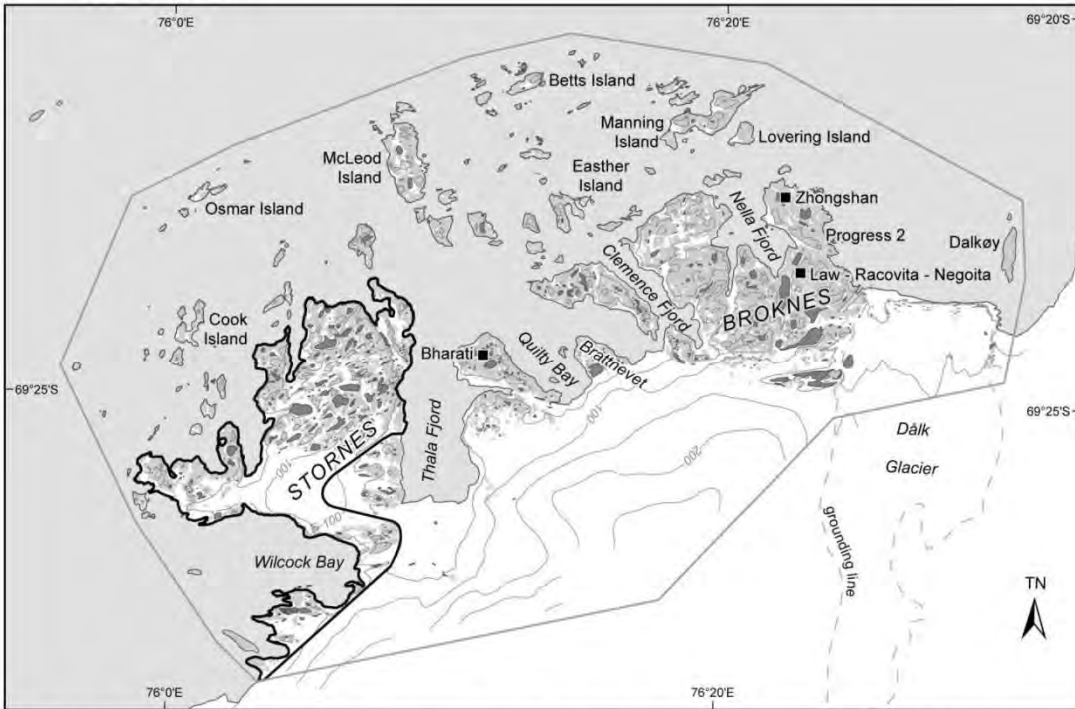 76°0'E
76°20'E
69°20'S
Betts Island
Manning
Island
Lovering Island
McLeod
Island
Easther
Island
Osmar Island
Zhongshan
Nella Fjord
Progress 2
Dalkøy
Clemence Fjord
Law - Racovita - Negoita
BROKNES
Cook
Island
Bharati
Quilty Bay
Brattnevet
69°25'S
100
69°25'S
STORNES
Thala Fjord
200
Dålk
Glacier
100
100
grounding line
Wilcock Bay
TN
76°0'E
76°20'E